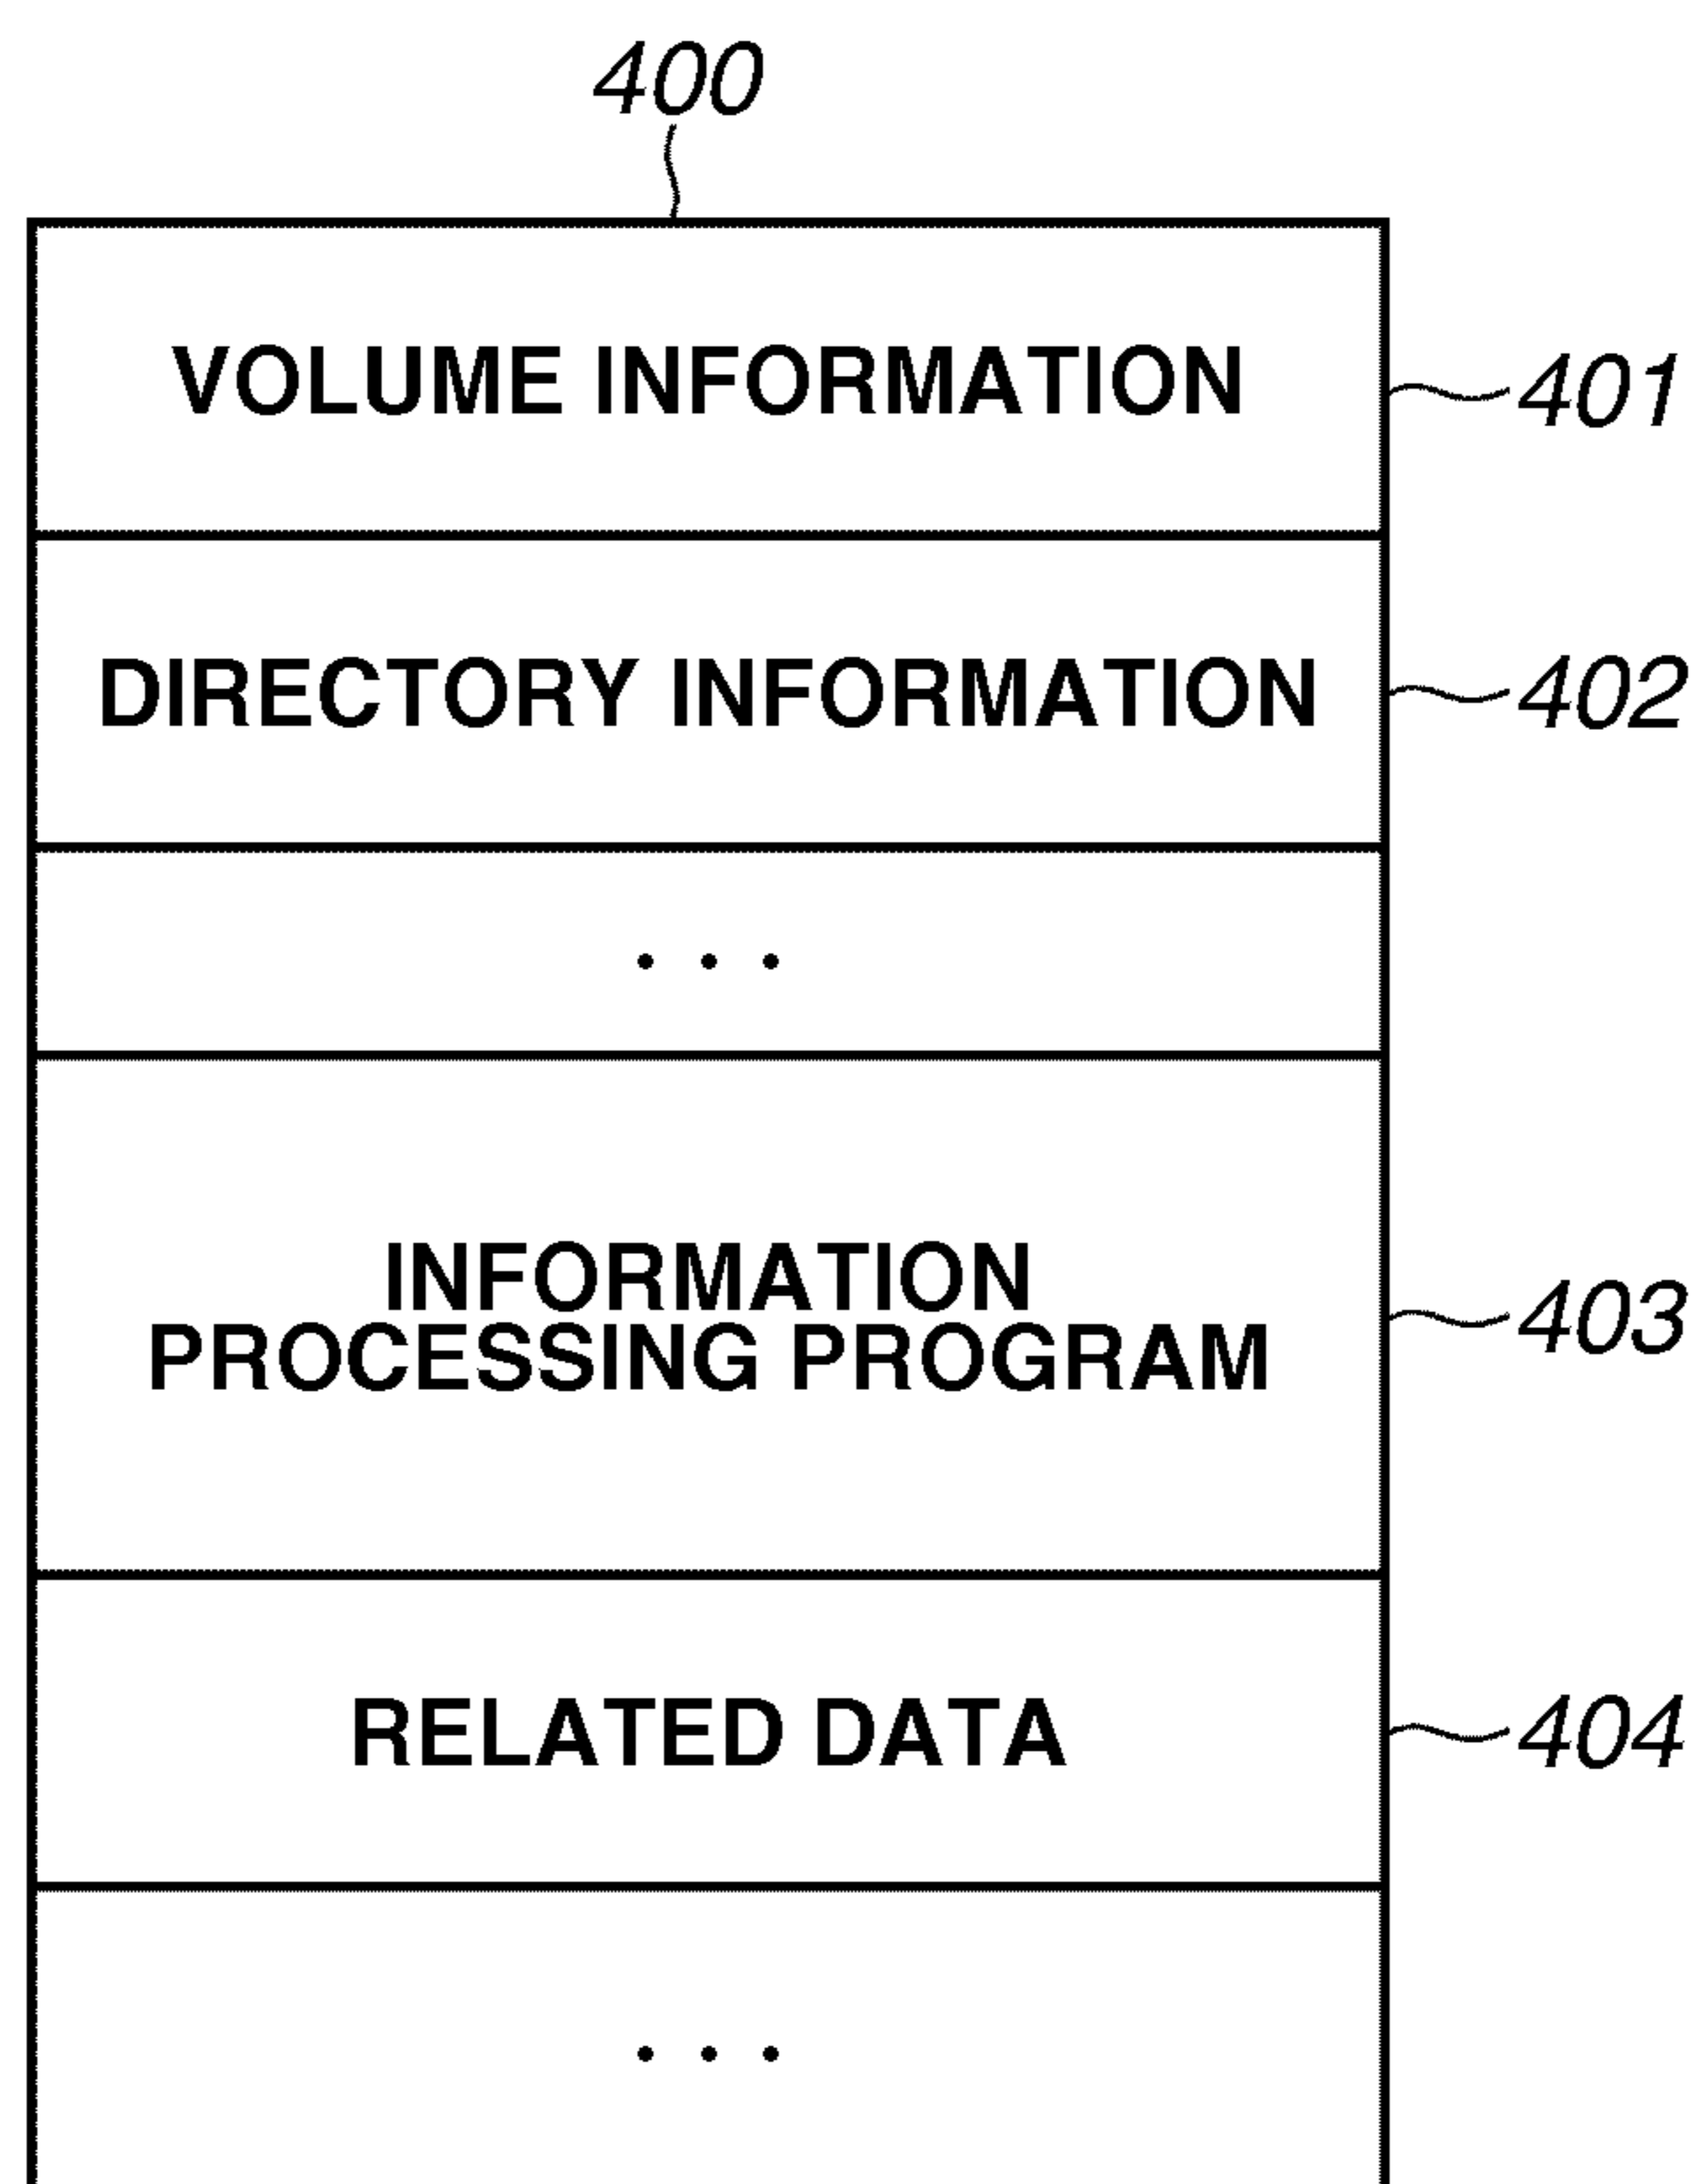 400
VOLUME INFORMATION
401
DIRECTORY INFORMATION
402
. . .
INFORMATION
PROCESSING PROGRAM
403
RELATED DATA
404
. . .